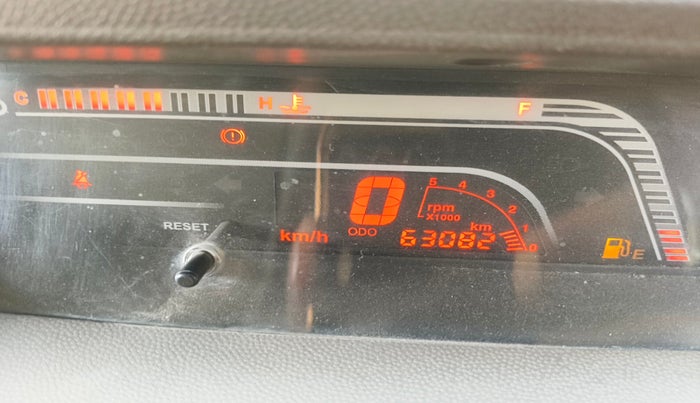 C H F
5 4 3 2 1 0
rpm
X1000
RESET
0
km
km/h ODO 63082
E